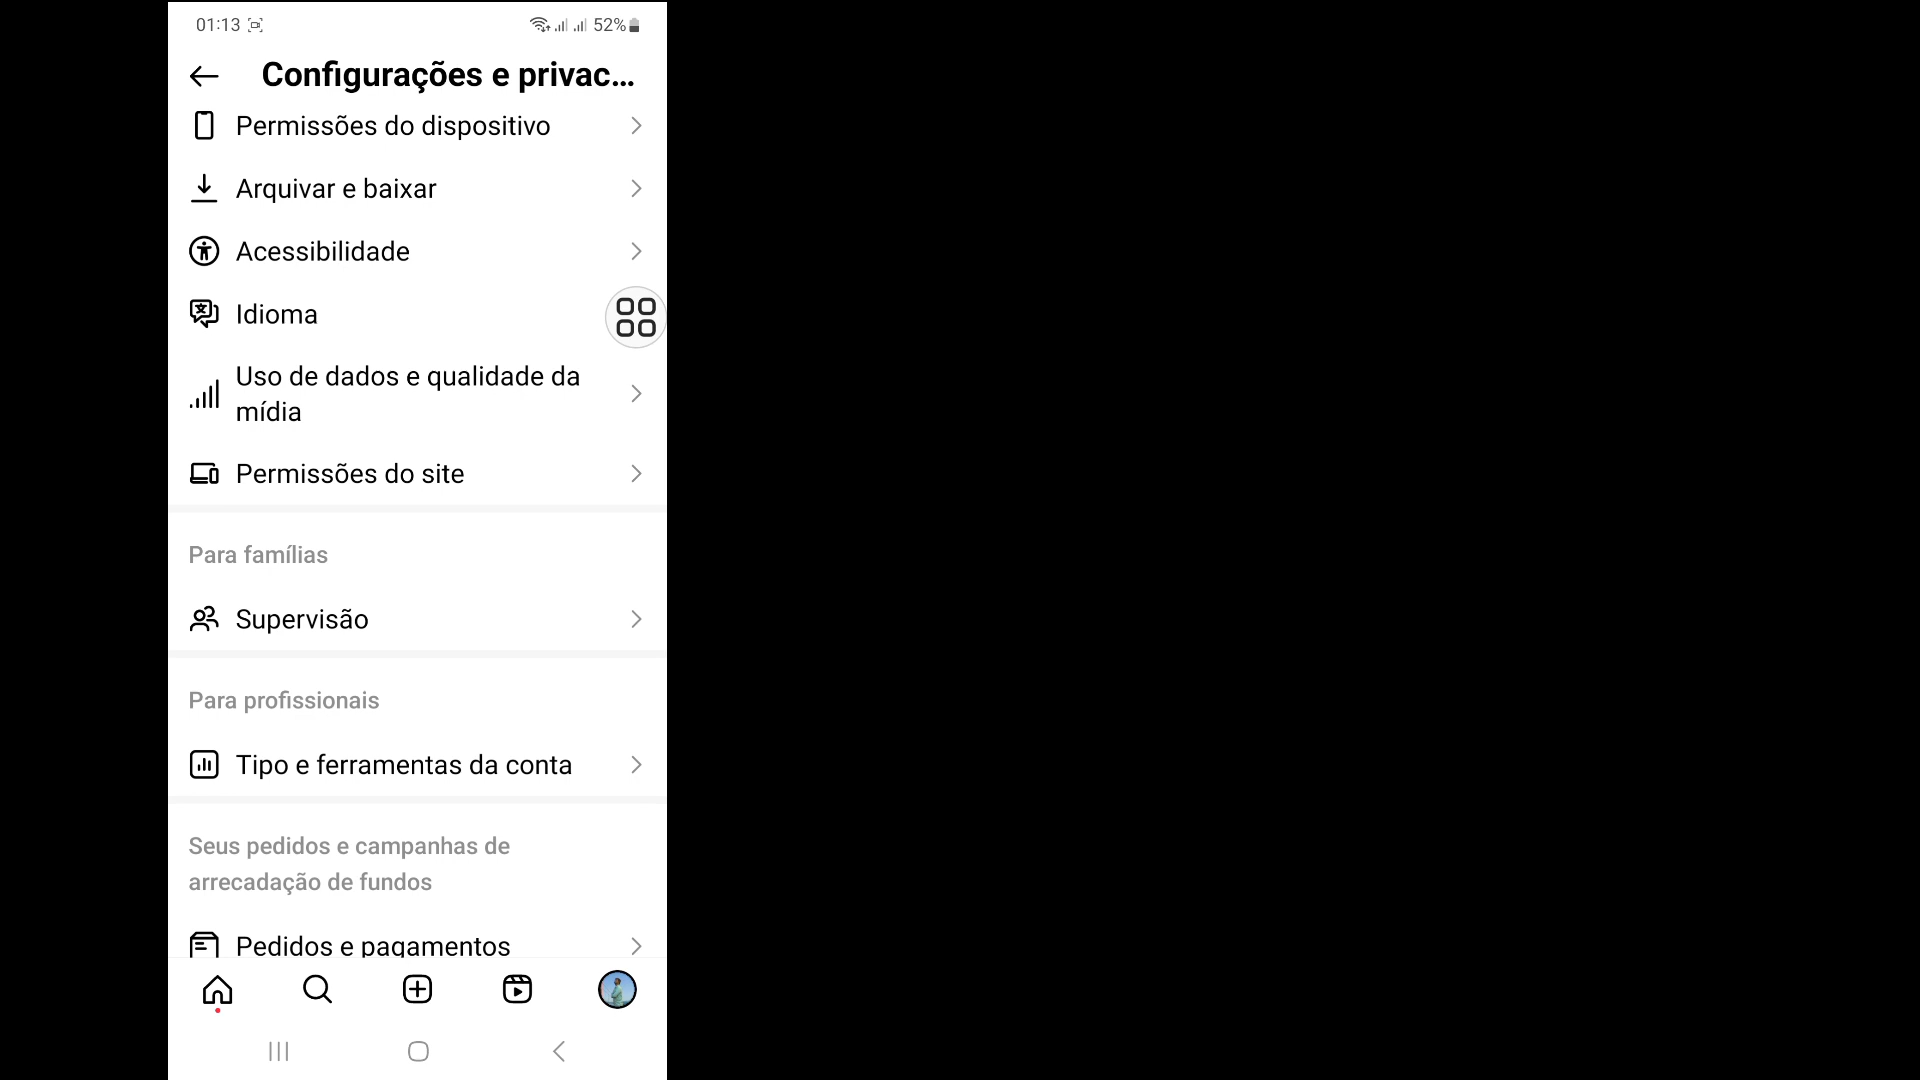 01:13
52%
Configurações e privac...
Permissões do dispositivo
Arquivar e baixar
Acessibilidade
Idioma
Uso de dados e qualidade da
mídia
Permissões do site
Para famílias
Supervisão
Para profissionais
Tipo e ferramentas da conta
Seus pedidos e campanhas de
arrecadação de fundos
Pedidos e pagamentos